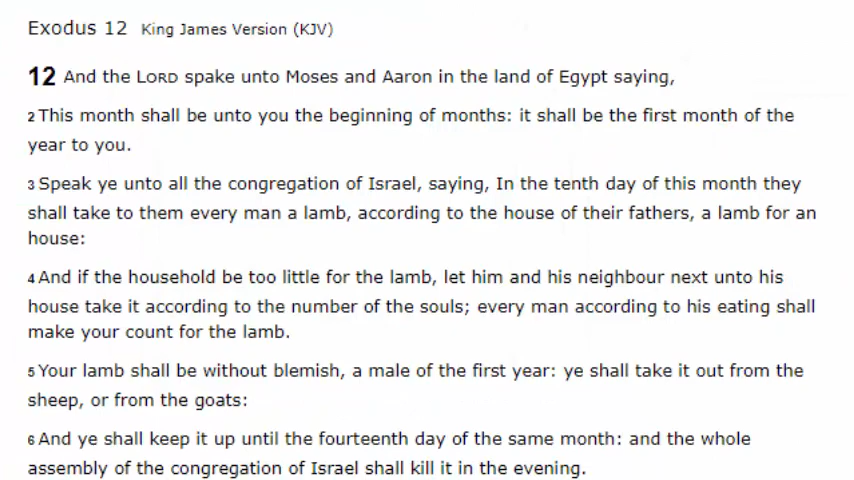 Exodus 12 King James Version (KJV)
12 And the LORD spake unto Moses and Aaron in the land of Egypt saying,
2 This month shall be unto you the beginning of months: it shall be the first month of the
year to you.
3 Speak ye unto all the congregation of Israel, saying, In the tenth day of this month they
shall take to them every man a lamb, according to the house of their fathers, a lamb for an
house:
4 And if the household be too little for the lamb, let him and his neighbour next unto his
house take it according to the number of the souls; every man according to his eating shall
make your count for the lamb.
5 Your lamb shall be without blemish, a male of the first year: ye shall take it out from the
sheep, or from the goats:
6 And ye shall keep it up until the fourteenth day of the same month: and the whole
assembly of the congregation of Israel shall kill it in the evening.